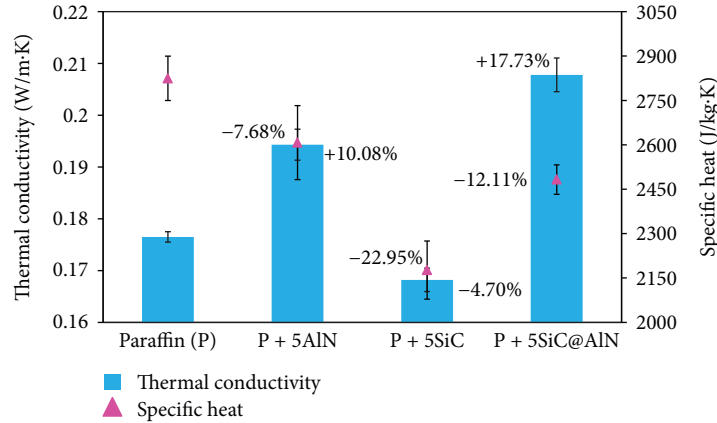 Thermal conductivity (W/m·K)
0.22
0.21
0.2
0.19
0.18
0.17
0.16
3050
2900
2750
2600
2450
2300
2150
2000
Specific heat (J/kg·K)
−7.68%
+10.08%
−22.95%
−4.70%
+17.73%
−12.11%
Paraffin (P)
P + 5AlN
P + 5SiC
P + 5SiC@AlN
Thermal conductivity
Specific heat